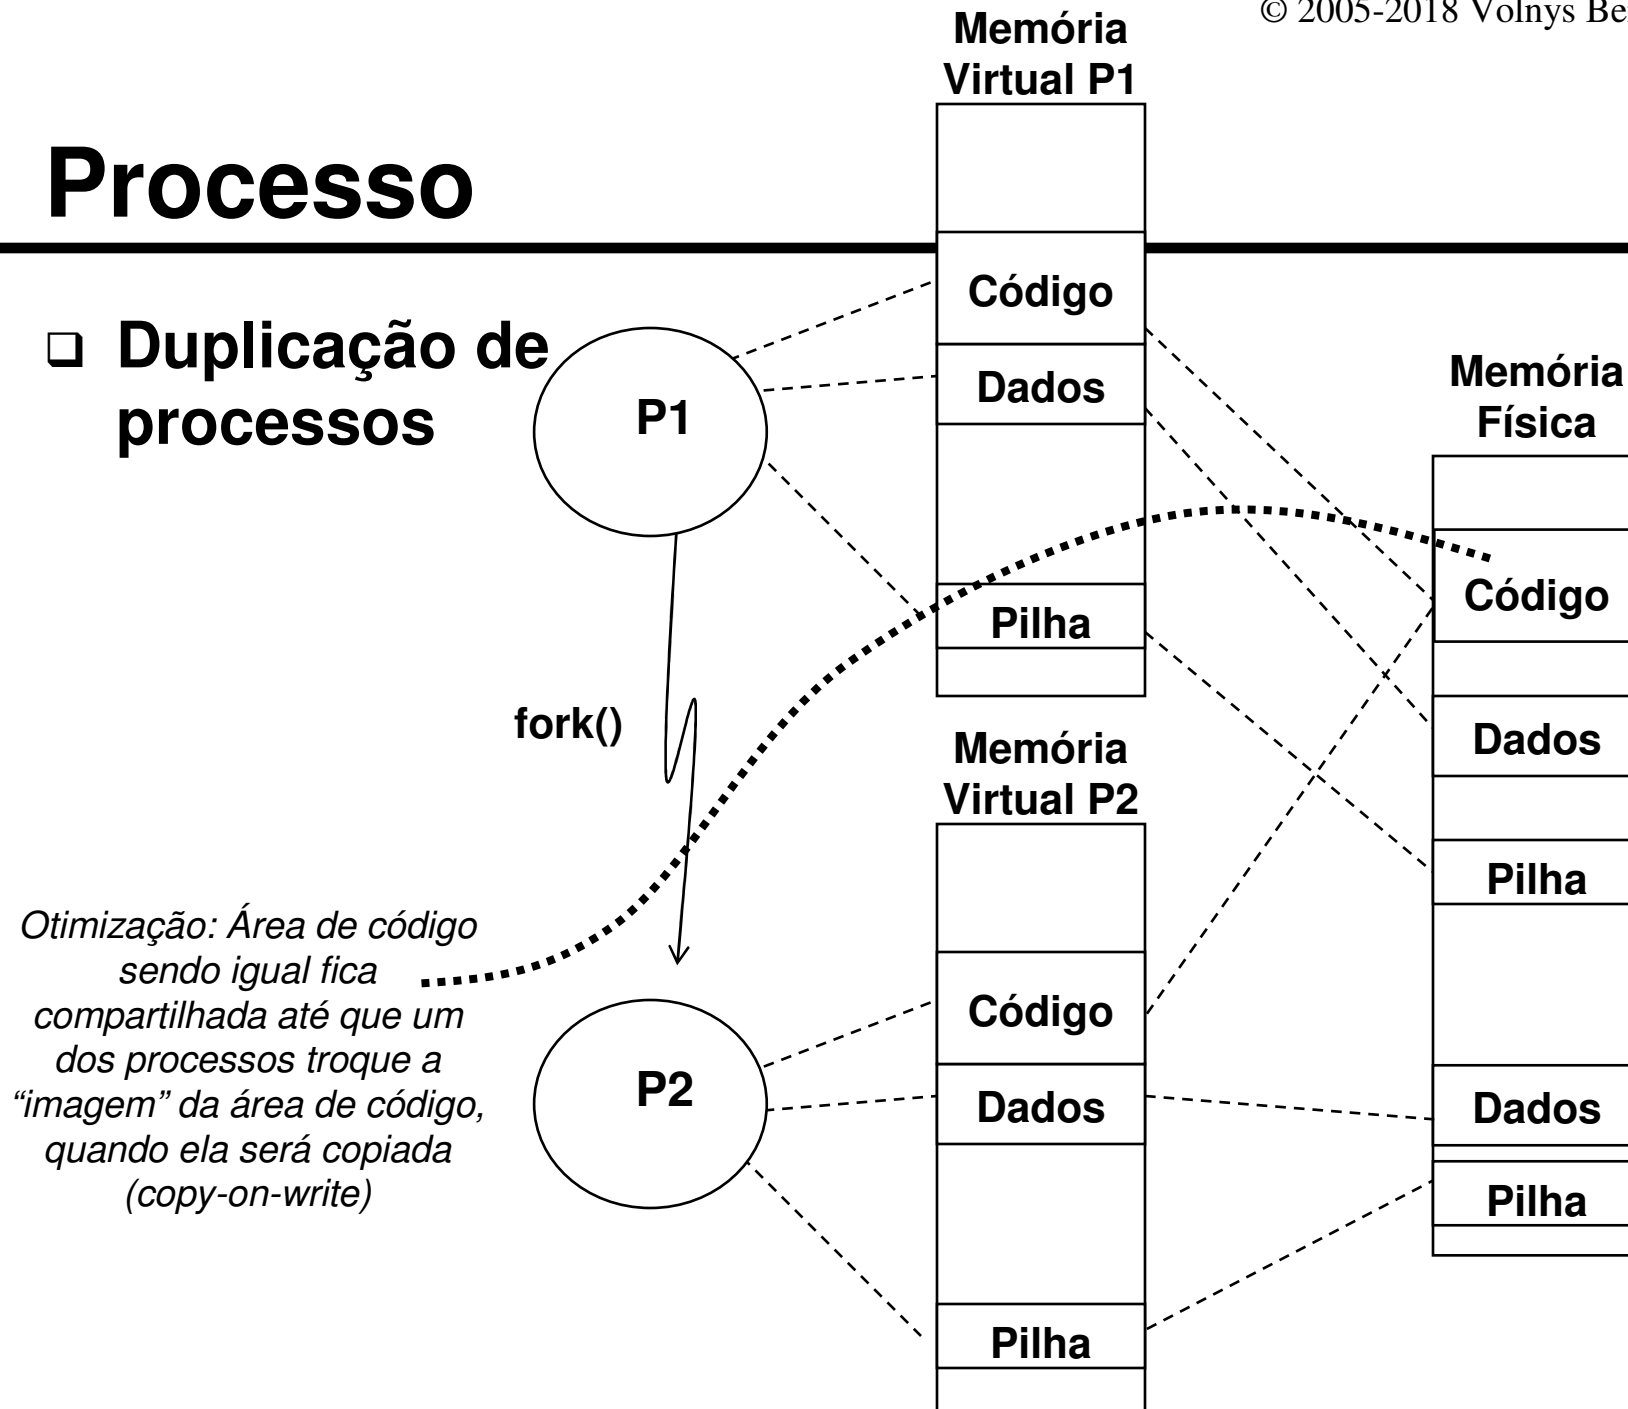 © 2005-2018 Volnys
Memória
Virtual P1
Processo
❑ Duplicação de
processos
P1
Código
Dados
Pilha
Memória
Física
Código
Dados
Pilha
Dados
Pilha
fork()
Memória
Virtual P2
Otimização: Área de código
sendo igual fica
compartilhada até que um
dos processos troque a
“imagem” da área de código,
quando ela será copiada
(copy-on-write)
P2
Código
Dados
Pilha